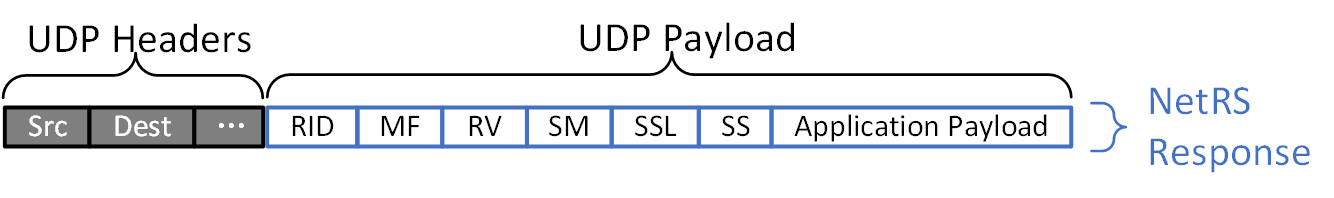 UDP Headers UDP Payload
Src Dest ... RID MF RV SM SSL SS Application Payload
NetRS
Response